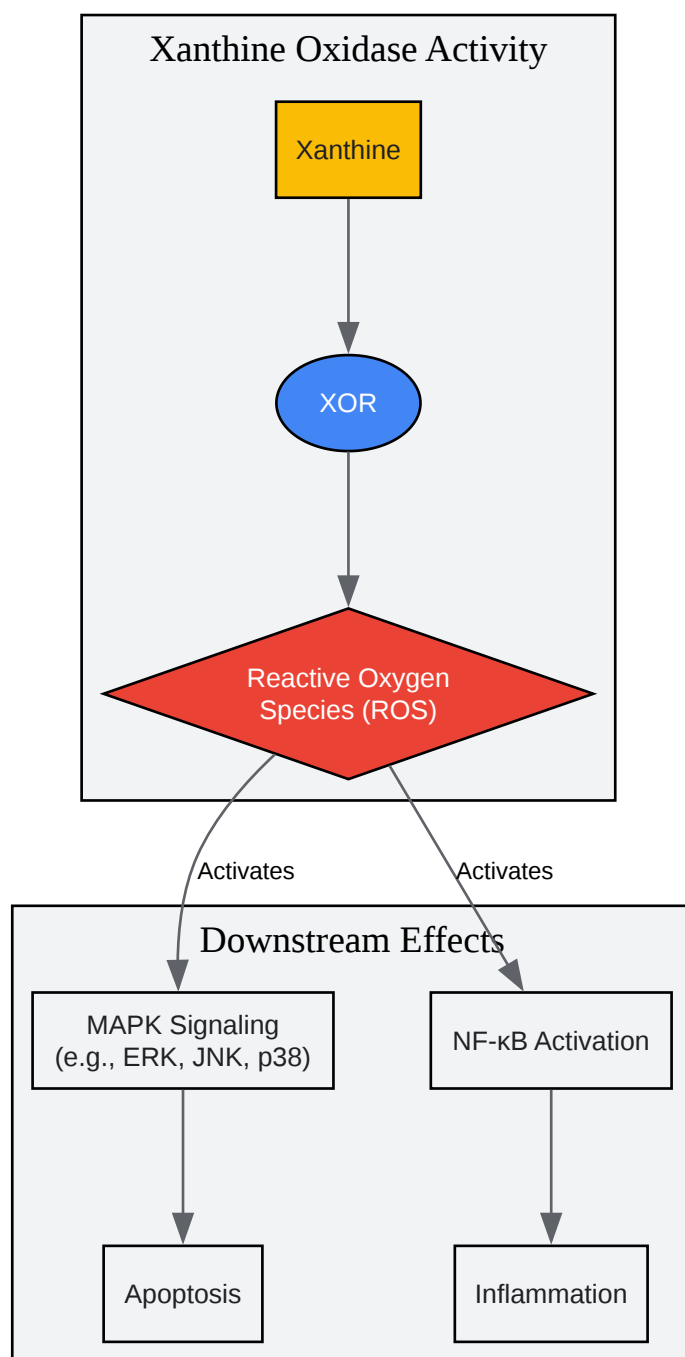 Xanthine Oxidase Activity
Xanthine
XOR
Reactive Oxygen
Species (ROS)
Activates
Activates
Downstream Effects
MAPK Signaling
(e.g., ERK, JNK, p38)
NF-κB Activation
Apoptosis
Inflammation